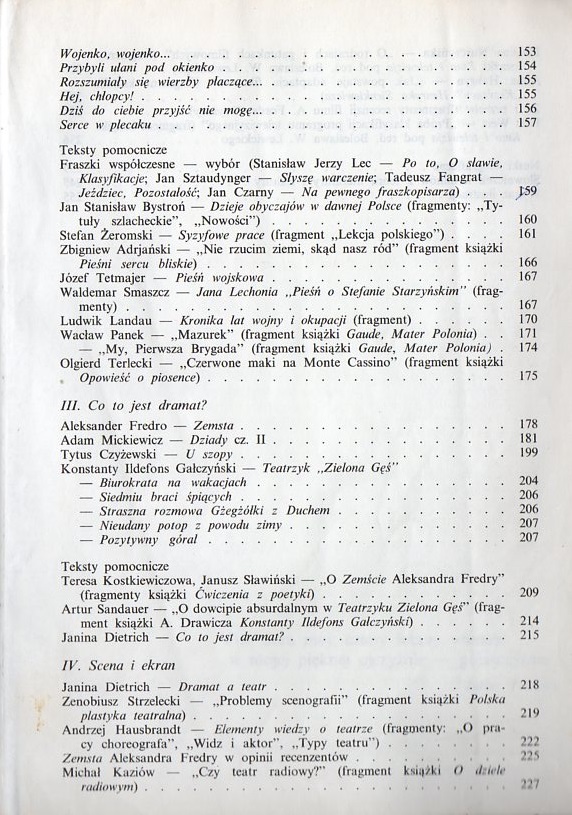 Wojenko, wojenko... . . . . . . . . . . . . . . . . . . 153
Przybyli ułani pod okienko . . . . . . . . . . . . . . . 154
Rozszumiały się wierzby płaczące... . . . . . . . . . . . . . 155
Hej, chłopcy! . . . . . . . . . . . . . . . . . . . . 155
Dziś do ciebie przyjść nie mogę... . . . . . . . . . . . . . 156
Serce w plecaku . . . . . . . . . . . . . . . . . . . 157
Teksty pomocnicze
Fraszki współczesne — wybór (Stanisław Jerzy Lec — Po to, O sławie,
Klasyfikacje; Jan Sztaudynger — Słyszę warczenie; Tadeusz Fangrat —
Jeździec, Pozostałość; Jan Czarny — Na pewnego fraszkopisarza) . . . 159
Jan Stanisław Bystroń — Dzieje obyczajów w dawnej Polsce (fragmenty: „Ty-
tuły szlacheckie”, „Nowości”) . . . . . . . . . . . . . 160
Stefan Żeromski — Syzyfowe prace (fragment „Lekcja polskiego”) . . . . 161
Zbigniew Adrjański — „Nie rzucim ziemi, skąd nasz ród” (fragment książki
Pieśni sercu bliskie) . . . . . . . . . . . . . . . . 166
Józef Tetmajer — Pieśń wojskowa . . . . . . . . . . . . . 167
Waldemar Smaszcz — Jana Lechonia „Pieśń o Stefanie Starzyńskim” (frag-
menty) . . . . . . . . . . . . . . . . . . . . . 167
Ludwik Landau — Kronika lat wojny i okupacji (fragment) . . . . . . 170
Wacław Panek — „Mazurek” (fragment książki Gaude, Mater Polonia) . . 171
— „My, Pierwsza Brygada” (fragment książki Gaude, Mater Polonia) . 174
Olgierd Terlecki — „Czerwone maki na Monte Cassino” (fragment książki
Opowieść o piosence) . . . . . . . . . . . . . . . . 175
III. Co to jest dramat?
Aleksander Fredro — Zemsta . . . . . . . . . . . . . . . 178
Adam Mickiewicz — Dziady cz. II . . . . . . . . . . . . . 181
Tytus Czyżewski — U szopy . . . . . . . . . . . . . . . 199
Konstanty Ildefons Gałczyński — Teatrzyk „Zielona Gęś”
— Biurokrata na wakacjach . . . . . . . . . . . . . . 204
— Siedmiu braci śpiących . . . . . . . . . . . . . . . 206
— Straszna rozmowa Gżegżółki z Duchem . . . . . . . . . . 206
— Nieudany potop z powodu zimy . . . . . . . . . . . . 207
— Pozytywny góral . . . . . . . . . . . . . . . . . 207
Teksty pomocnicze
Teresa Kostkiewiczowa, Janusz Sławiński — „O Zemście Aleksandra Fredry”
(fragmenty książki Ćwiczenia z poetyki) . . . . . . . . . . 209
Artur Sandauer — „O dowcipie absurdalnym w Teatrzyku Zielona Gęś” (frag-
ment książki A. Drawicza Konstanty Ildefons Gałczyński) . . . . . 214
Janina Dietrich — Co to jest dramat? . . . . . . . . . . . . 215
IV. Scena i ekran
Janina Dietrich — Dramat a teatr . . . . . . . . . . . . . 218
Zenobiusz Strzelecki — „Problemy scenografii” (fragment książki Polska
plastyka teatralna) . . . . . . . . . . . . . . . . . 219
Andrzej Hausbrandt — Elementy wiedzy o teatrze (fragmenty: „O pra-
cy choreografa”, „Widz i aktor”, „Typy teatru”) . . . . . . . 222
Zemsta Aleksandra Fredry w opinii recenzentów . . . . . . . . . 225
Michał Kaziów — „Czy teatr radiowy?” (fragment książki O dziele
radiowym) . . . . . . . . . . . . . . . . . . . . 227